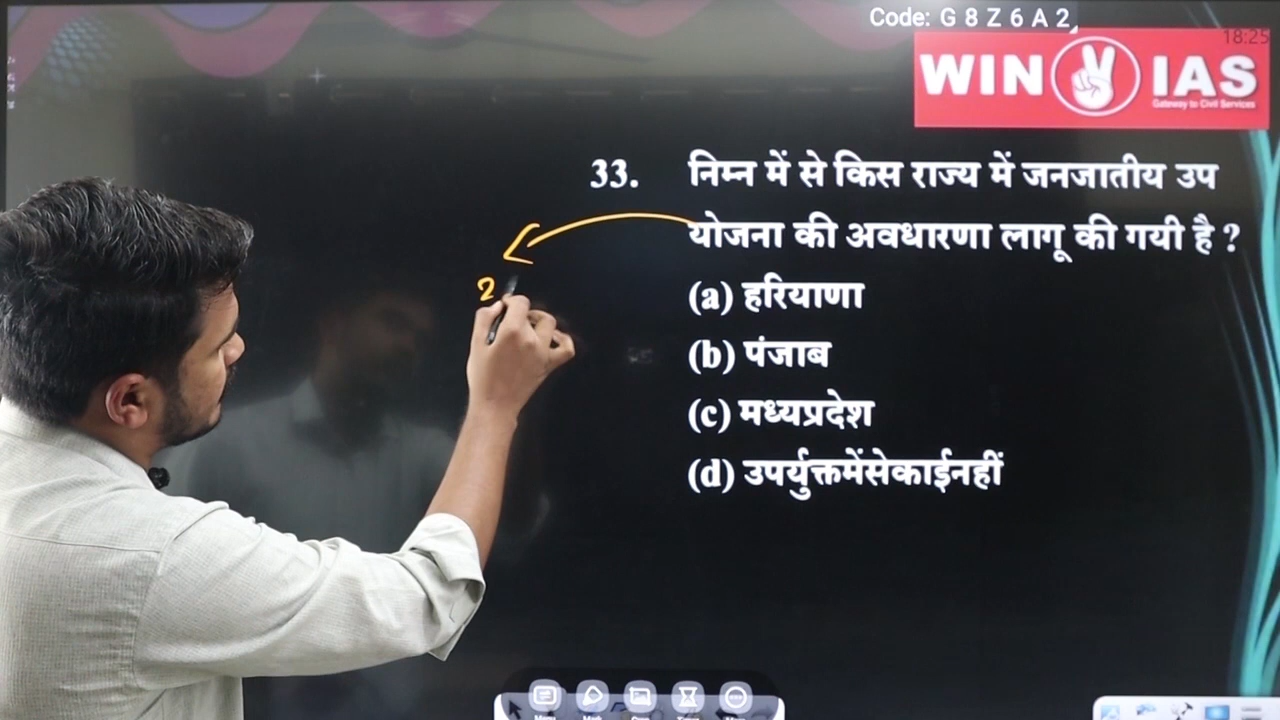 Code: G 8 Z 6 A 2
18:25
WIN IAS
Gateway to Civil Services
33. निम्न में से किस राज्य में जनजातीय उप
योजना की अवधारणा लागू की गयी है ?
2
(a) हरियाणा
(b) पंजाब
(c) मध्यप्रदेश
(d) उपर्युक्तमेंसेकाईनहीं